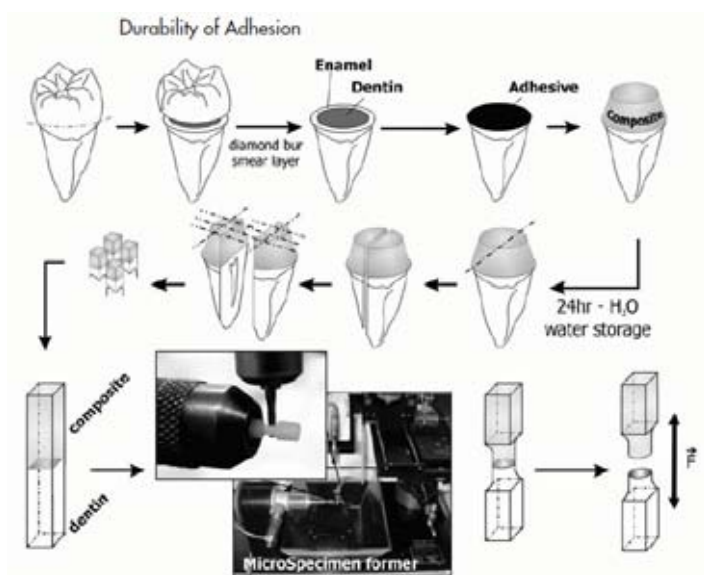 Durability of Adhesion
Enamel
Dentin
Adhesive
Composite
diamond bur
smear layer
24hr - H₂O
water storage
composite
dentin
MicroSpecimen former